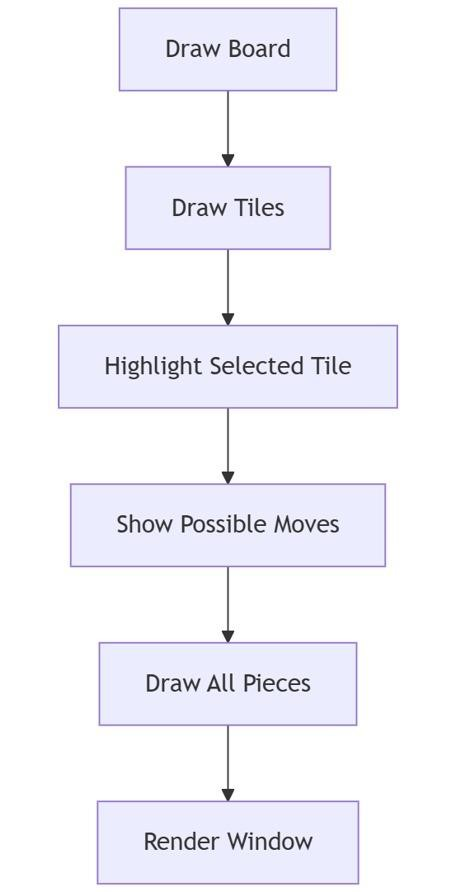 Draw Board
Draw Tiles
Highlight Selected Tile
Show Possible Moves
Draw All Pieces
Render Window